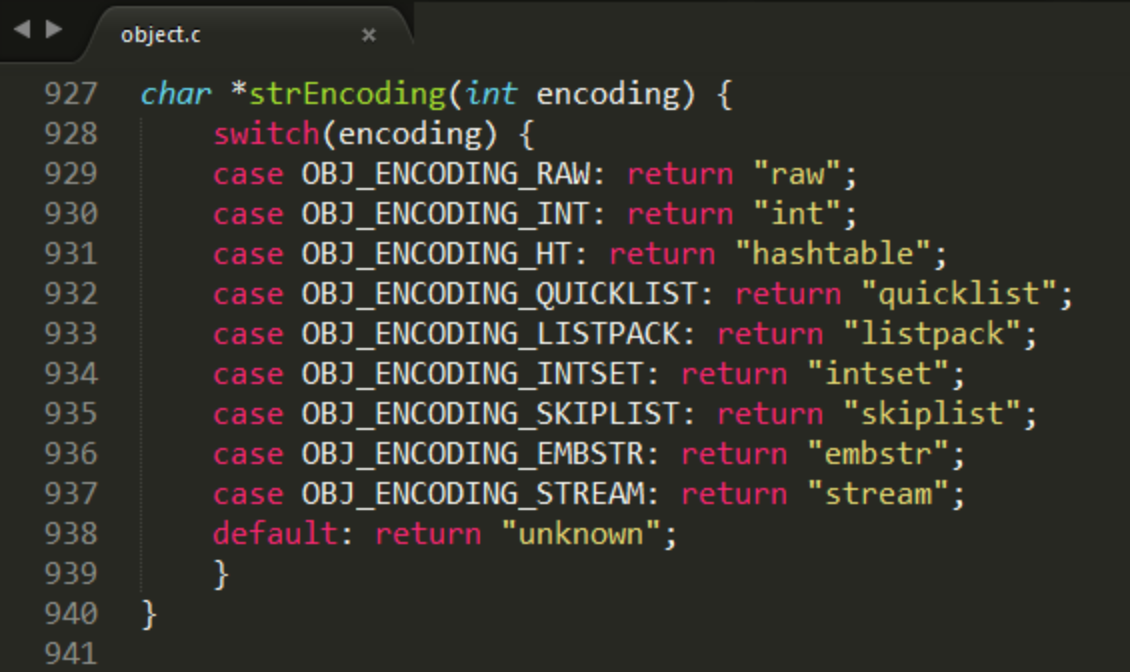 object.c
927 char *strEncoding(int encoding) {
928     switch(encoding) {
929     case OBJ_ENCODING_RAW: return "raw";
930     case OBJ_ENCODING_INT: return "int";
931     case OBJ_ENCODING_HT: return "hashtable";
932     case OBJ_ENCODING_QUICKLIST: return "quicklist";
933     case OBJ_ENCODING_LISTPACK: return "listpack";
934     case OBJ_ENCODING_INTSET: return "intset";
935     case OBJ_ENCODING_SKIPLIST: return "skiplist";
936     case OBJ_ENCODING_EMBSTR: return "embstr";
937     case OBJ_ENCODING_STREAM: return "stream";
938     default: return "unknown";
939     }
940 }
941